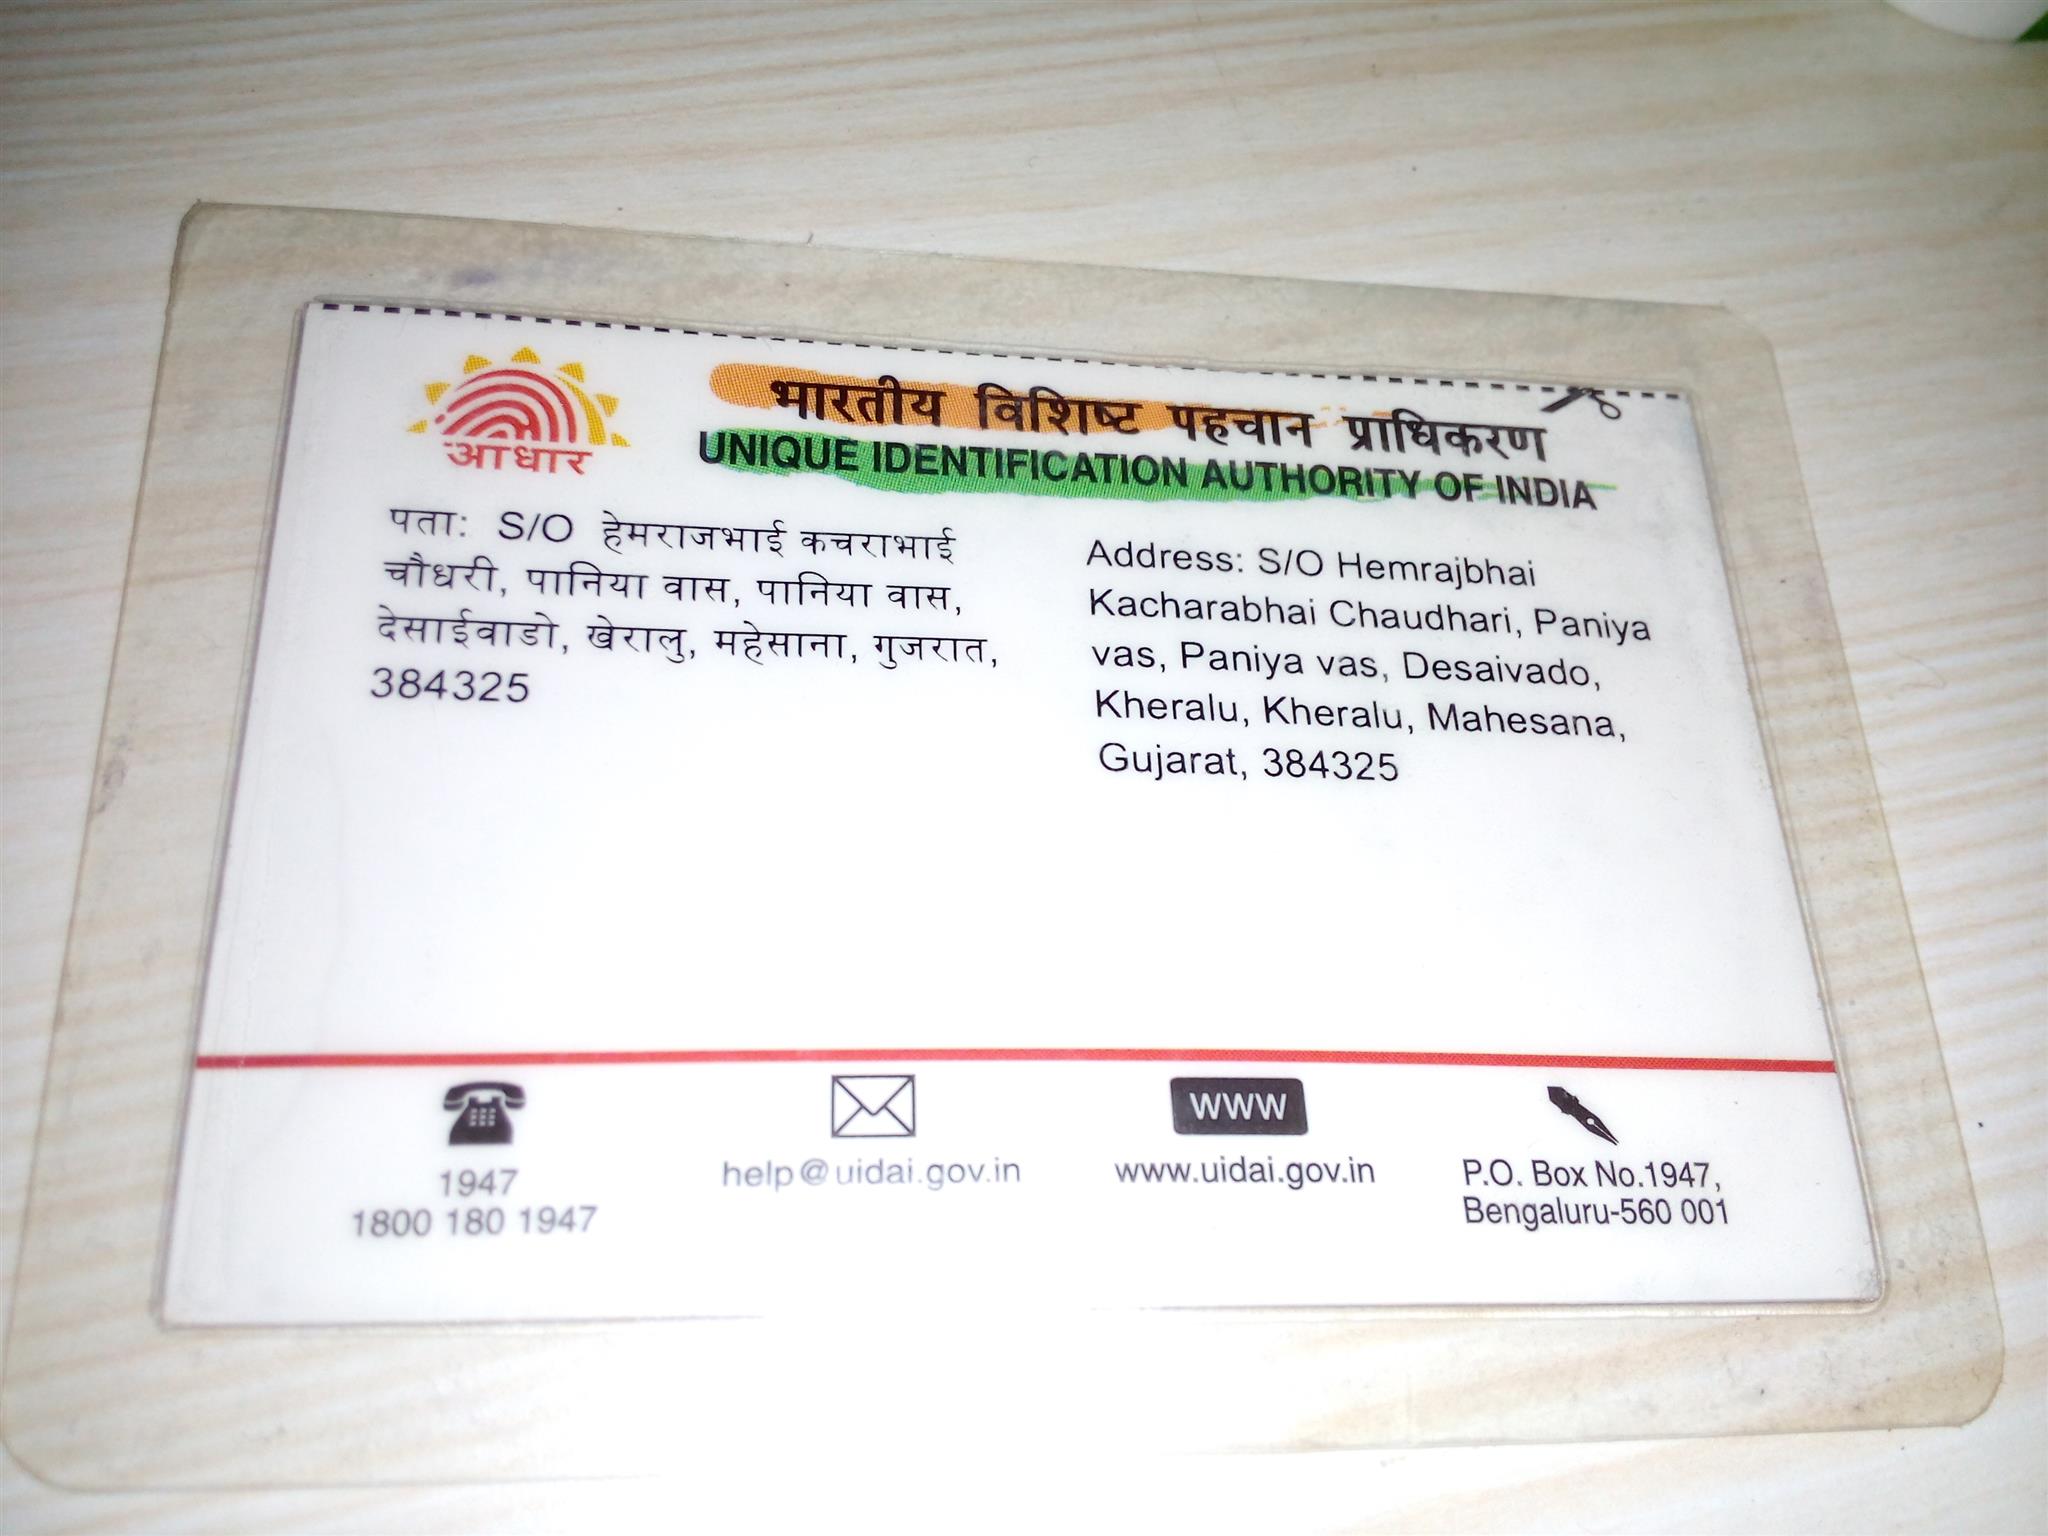 आधार
भारतीय विशिष्ट पहचान प्राधिकरण
UNIQUE IDENTIFICATION AUTHORITY OF INDIA
पता: S/O हेमराजभाई कचराभाई
चौधरी, पानिया वास, पानिया वास,
देसाईवाडो, खेरालु, महेसाना, गुजरात,
384325
Address: S/O Hemrajbhai
Kacharabhai Chaudhari, Paniya
vas, Paniya vas, Desaivado,
Kheralu, Kheralu, Mahesana,
Gujarat, 384325
1947
1800 180 1947
help@uidai.gov.in
www
www.uidai.gov.in
P.O. Box No.1947,
Bengaluru-560 001